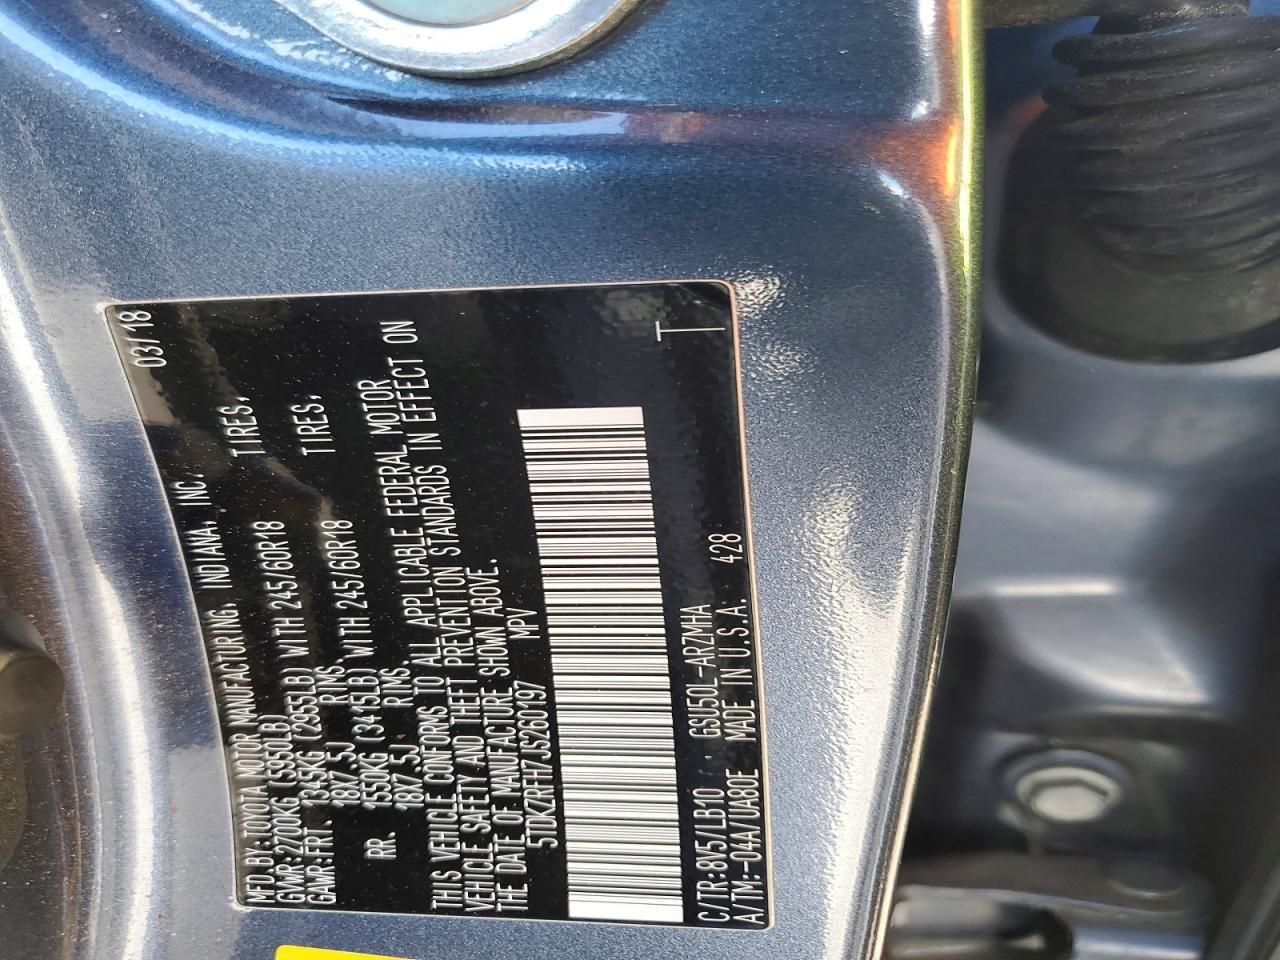 MFD. BY: TOYOTA MOTOR MANUFACTURING, INDIANA, INC. 03/18
GVWR: 2700KG (5950LB)
GAWR: FRT 1345KG (2955LB) WITH 245/60R18 TIRES,
18X7.5J RIMS.
RR. 1550KG (3415LB) WITH 245/60R18 TIRES,
18X7.5J RIMS.
THIS VEHICLE CONFORMS TO ALL APPLICABLE FEDERAL MOTOR
VEHICLE SAFETY AND THEFT PREVENTION STANDARDS IN EFFECT ON
THE DATE OF MANUFACTURE SHOWN ABOVE.
5TDKZRFH7JS260197 MPV
C/TR: 8V5/LB10 GSU50L-ARZMHA
A/TM: -04A/UA80E MADE IN U.S.A. 428